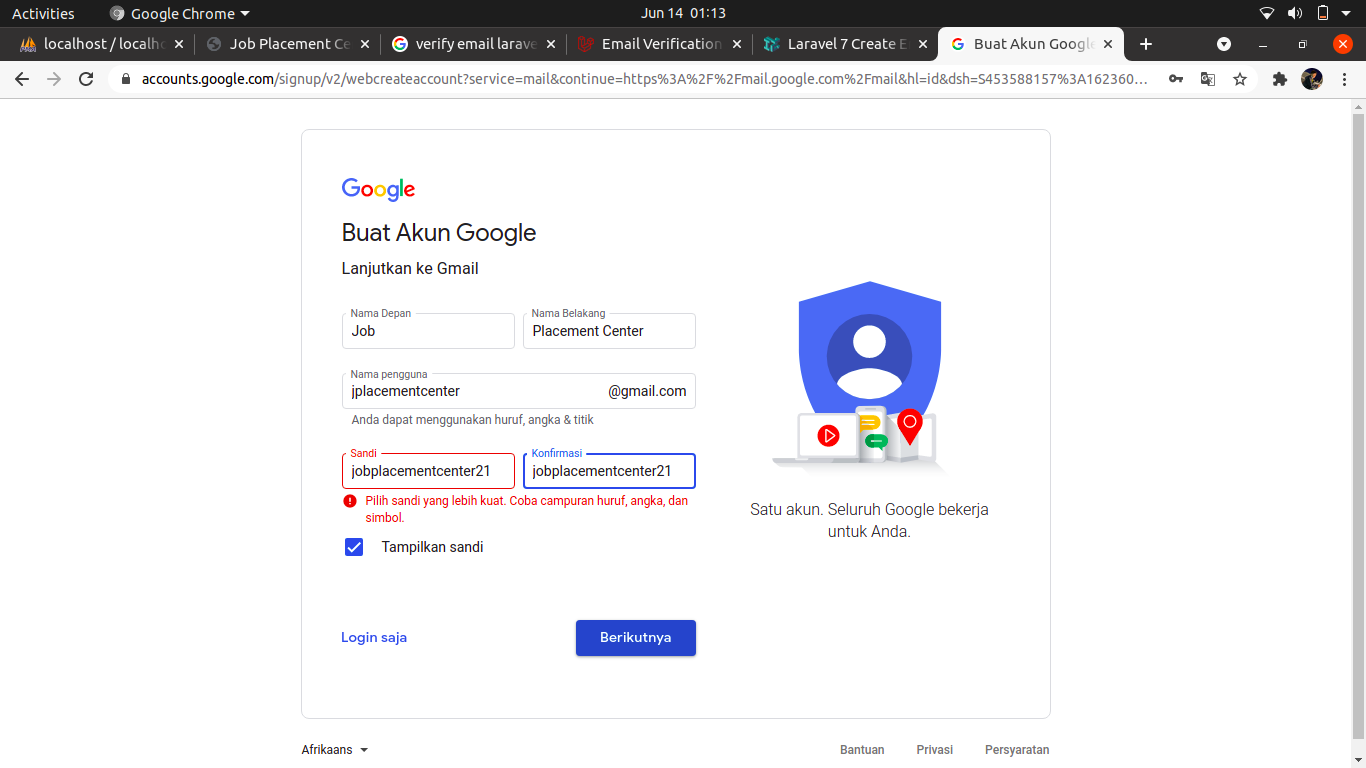 Activities
Google Chrome
Jun 14 01:13
localhost / localho
Job Placement Ce
verify email larave
Email Verification
Laravel 7 Create E
Buat Akun Google
accounts.google.com/signup/v2/webcreateaccount?service=mail&continue=https%3A%2F%2Fmail.google.com%2Fmail&hl=id&dsh=S453588157%3A162360...
Google
Buat Akun Google
Lanjutkan ke Gmail
Nama Depan
Nama Belakang
Job
Placement Center
Nama pengguna
jplacementcenter
@gmail.com
Anda dapat menggunakan huruf, angka & titik
Sandi
Konfirmasi
jobplacementcenter21
jobplacementcenter21
Pilih sandi yang lebih kuat. Coba campuran huruf, angka, dan
simbol.
Tampilkan sandi
Satu akun. Seluruh Google bekerja
untuk Anda.
Login saja
Berikutnya
Afrikaans
Bantuan
Privasi
Persyaratan